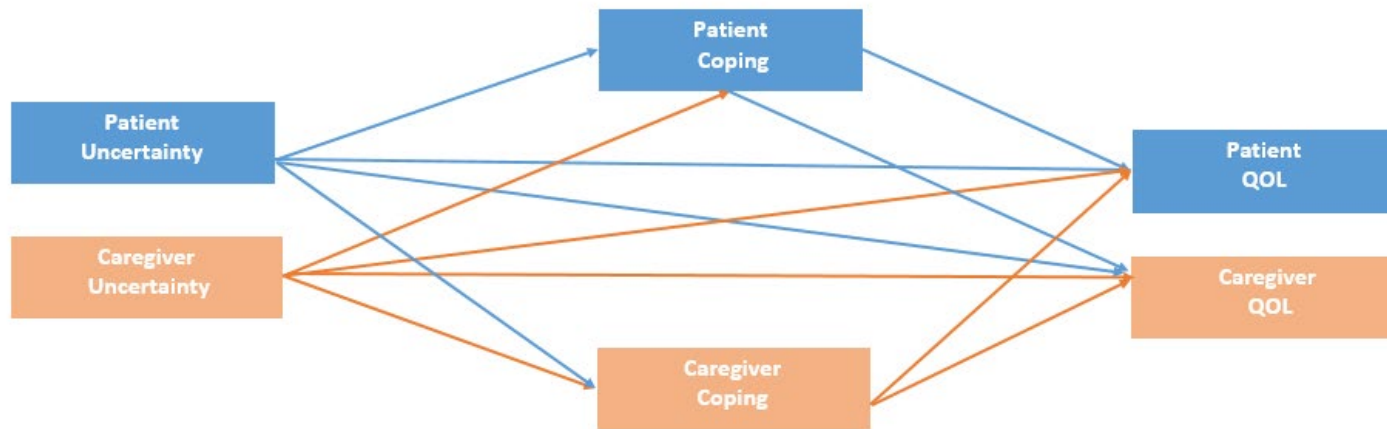 Patient
Coping
Patient
Uncertainty
Patient
QOL
Caregiver
Uncertainty
Caregiver
QOL
Caregiver
Coping